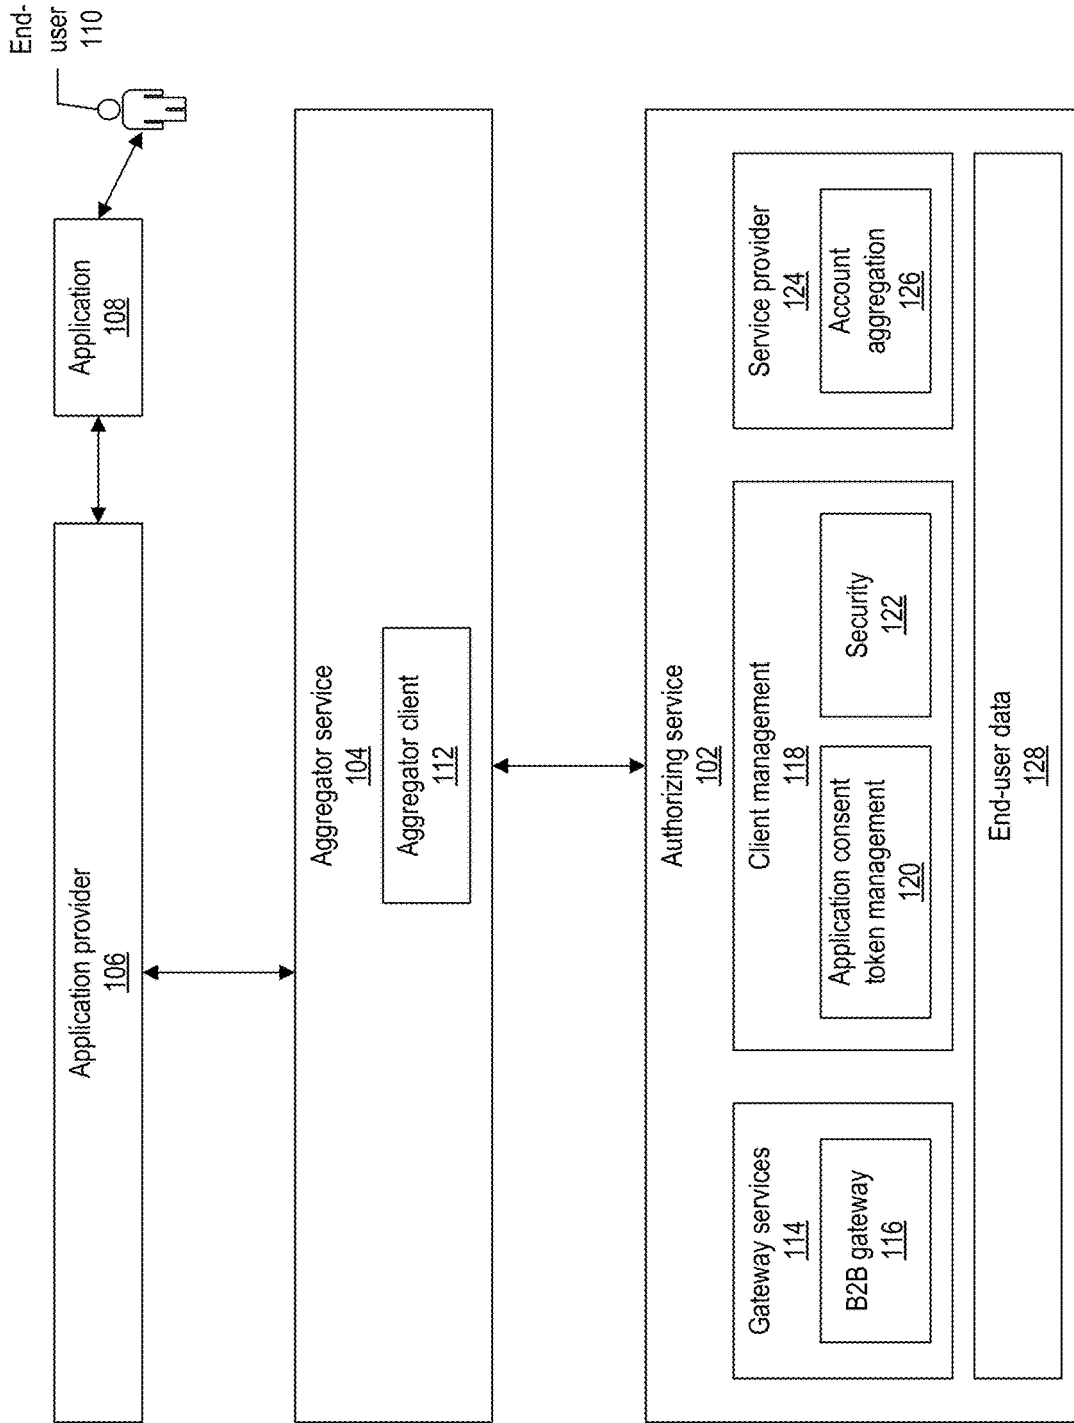 Application provider
106
Application
108
End-
user
110
Aggregator service
104
Aggregator client
112
Authorizing service
102
Gateway services
114
B2B gateway
116
Client management
118
Application consent
token management
120
Security
122
Service provider
124
Account
aggregation
126
End-user data
128